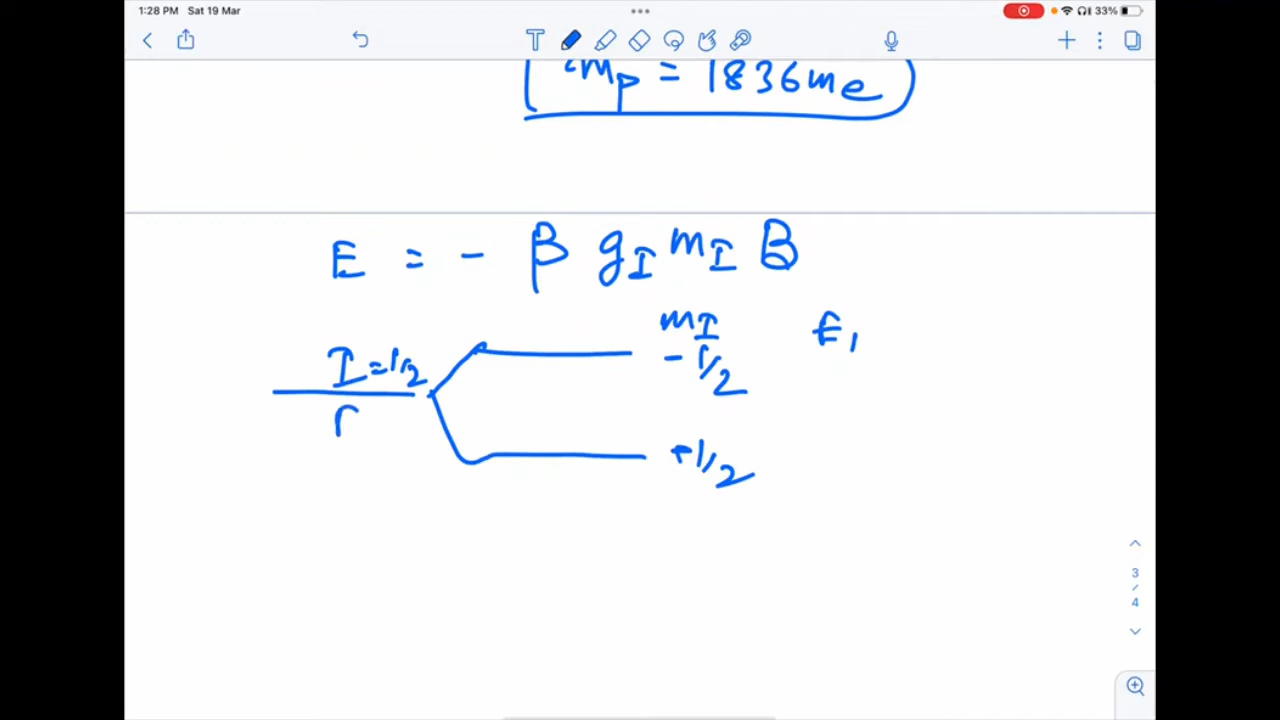 1:28 PM Sat 19 Mar
33%
T
mp = 1836me
E = - β gI mI B
mI
E1
I=1/2
-1/2
+1/2
3
/
4